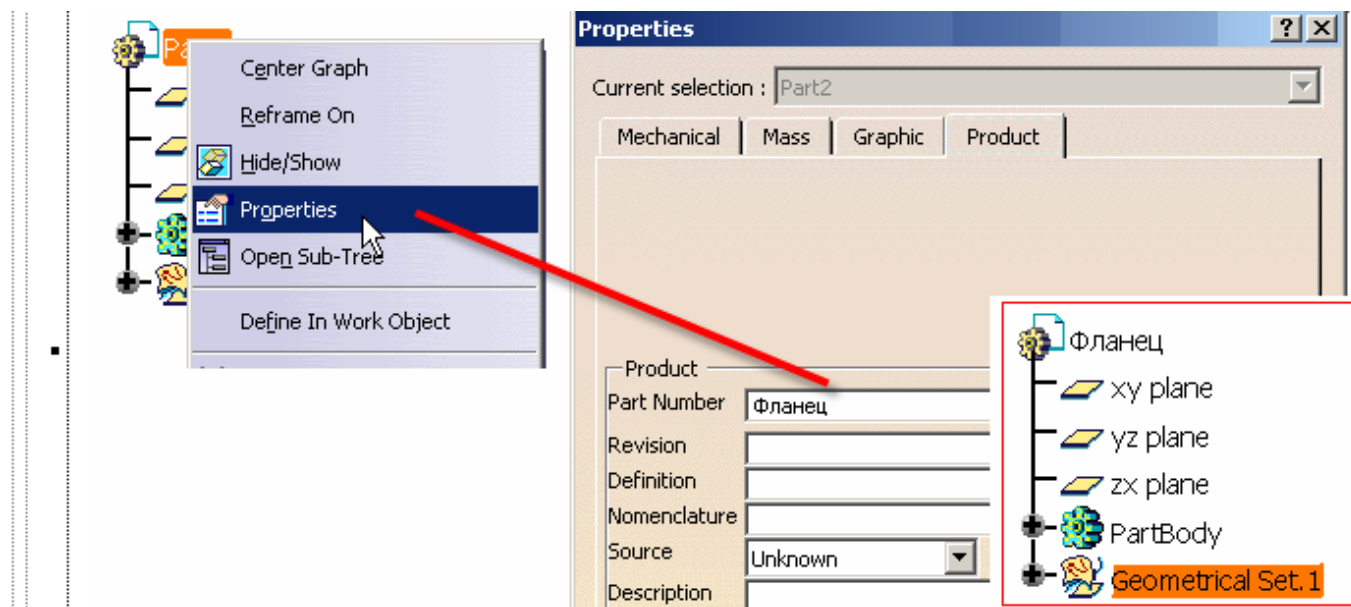 Pa
Center Graph
Reframe On
Hide/Show
Properties
Open Sub-Tree
Define In Work Object
Properties
Current selection : Part2
Mechanical Mass Graphic Product
Product
Part Number Фланец
Revision
Definition
Nomenclature
Source Unknown
Description
Фланец
xy plane
yz plane
zx plane
PartBody
Geometrical Set.1